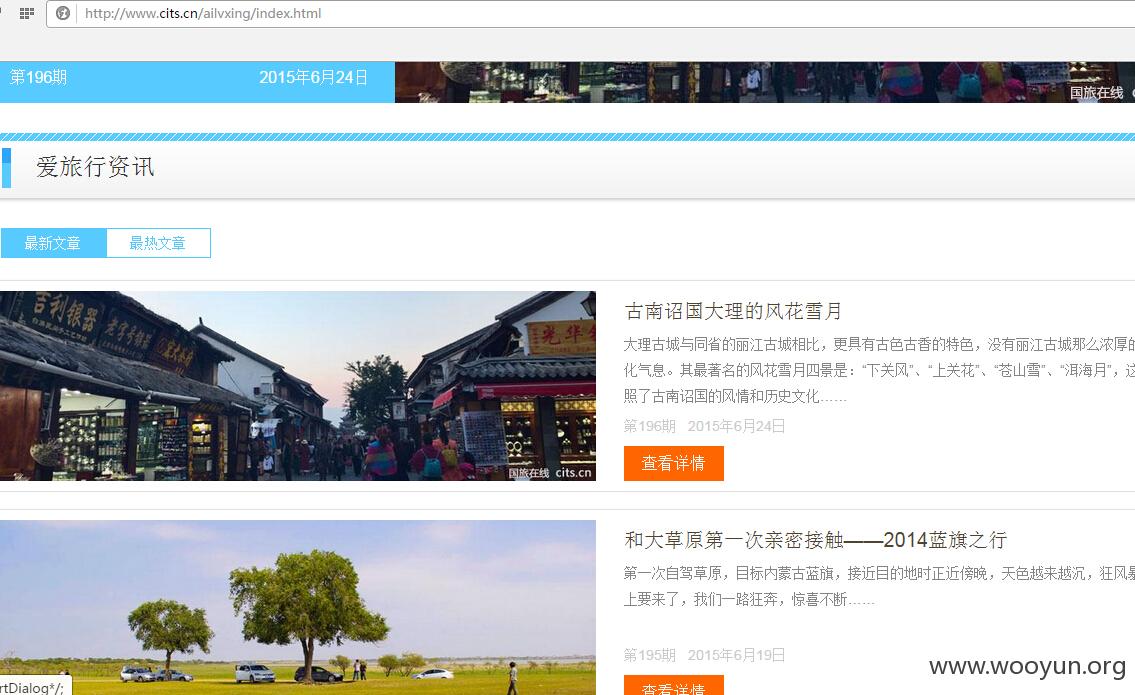 http://www.cits.cn/ailvxing/index.html
第196期 2015年6月24日
国旅在线
爱旅行资讯
最新文章 最热文章
吉利银器
老字号银器
光华
国旅在线 cits.cn
古南诏国大理的风花雪月
大理古城与同省的丽江古城相比，更具有古色古香的特色，没有丽江古城那么浓厚的
化气息。其最著名的风花雪月四景是：“下关风”、“上关花”、“苍山雪”、“洱海月”，这
照了古南诏国的风情和历史文化……
第196期 2015年6月24日
查看详情
和大草原第一次亲密接触——2014蓝旗之行
第一次自驾草原，目标内蒙古蓝旗，接近目的地时正近傍晚，天色越来越沉，狂风暴
上要来了，我们一路狂奔，惊喜不断……
第195期 2015年6月19日
查看详情
www.wooyun.org
rtDialog*/;